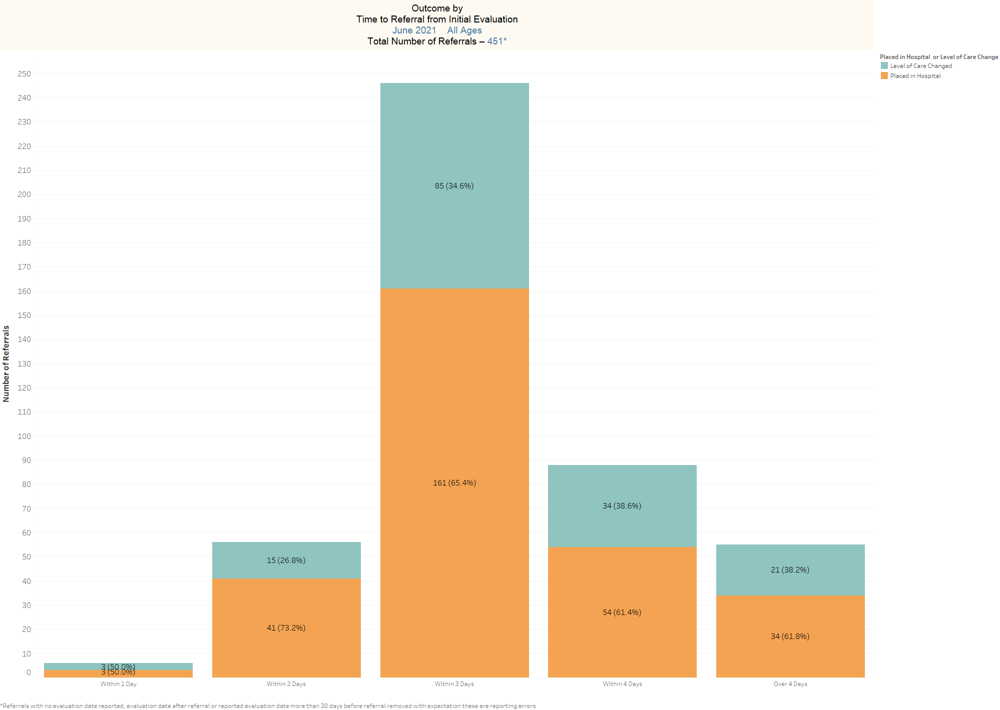 Outcome by
Time to Referral from Initial Evaluation
June 2021 All Ages
Total Number of Referrals – 451*
Placed in Hospital or Level of Care Change
Level of Care Changed
Placed in Hospital
Number of Referrals
250
240
230
220
210
200
190
180
170
160
150
140
130
120
110
100
90
80
70
60
50
40
30
20
10
0
3 (50.0%)
3 (50.0%)
15 (26.8%)
41 (73.2%)
85 (34.6%)
161 (65.4%)
34 (38.6%)
54 (61.4%)
21 (38.2%)
34 (61.8%)
Within 1 Day
Within 2 Days
Within 3 Days
Within 4 Days
Over 4 Days
*Referrals with no evaluation date reported, evaluation date after referral or reported evaluation date more than 30 days before referral removed with expectation these are reporting errors